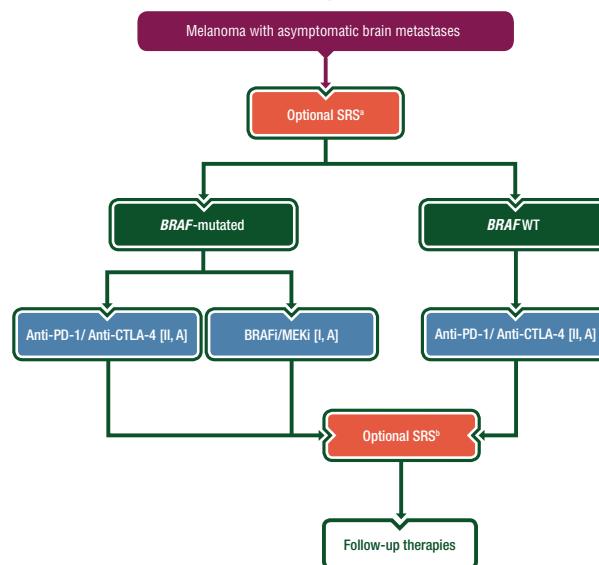 Melanoma with asymptomatic brain metastases
Optional SRSᵃ
BRAF-mutated
BRAF WT
Anti-PD-1/ Anti-CTLA-4 [II, A]
BRAFi/MEKi [I, A]
Anti-PD-1/ Anti-CTLA-4 [II, A]
Optional SRSᵇ
Follow-up therapies